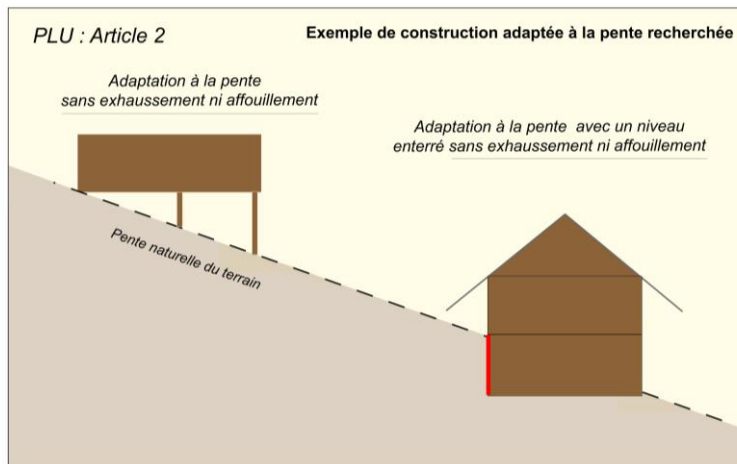 PLU : Article 2
Exemple de construction adaptée à la pente recherchée
Adaptation à la pente
sans exhaussement ni affouillement
Adaptation à la pente avec un niveau
enterré sans exhaussement ni affouillement
Pente naturelle du terrain